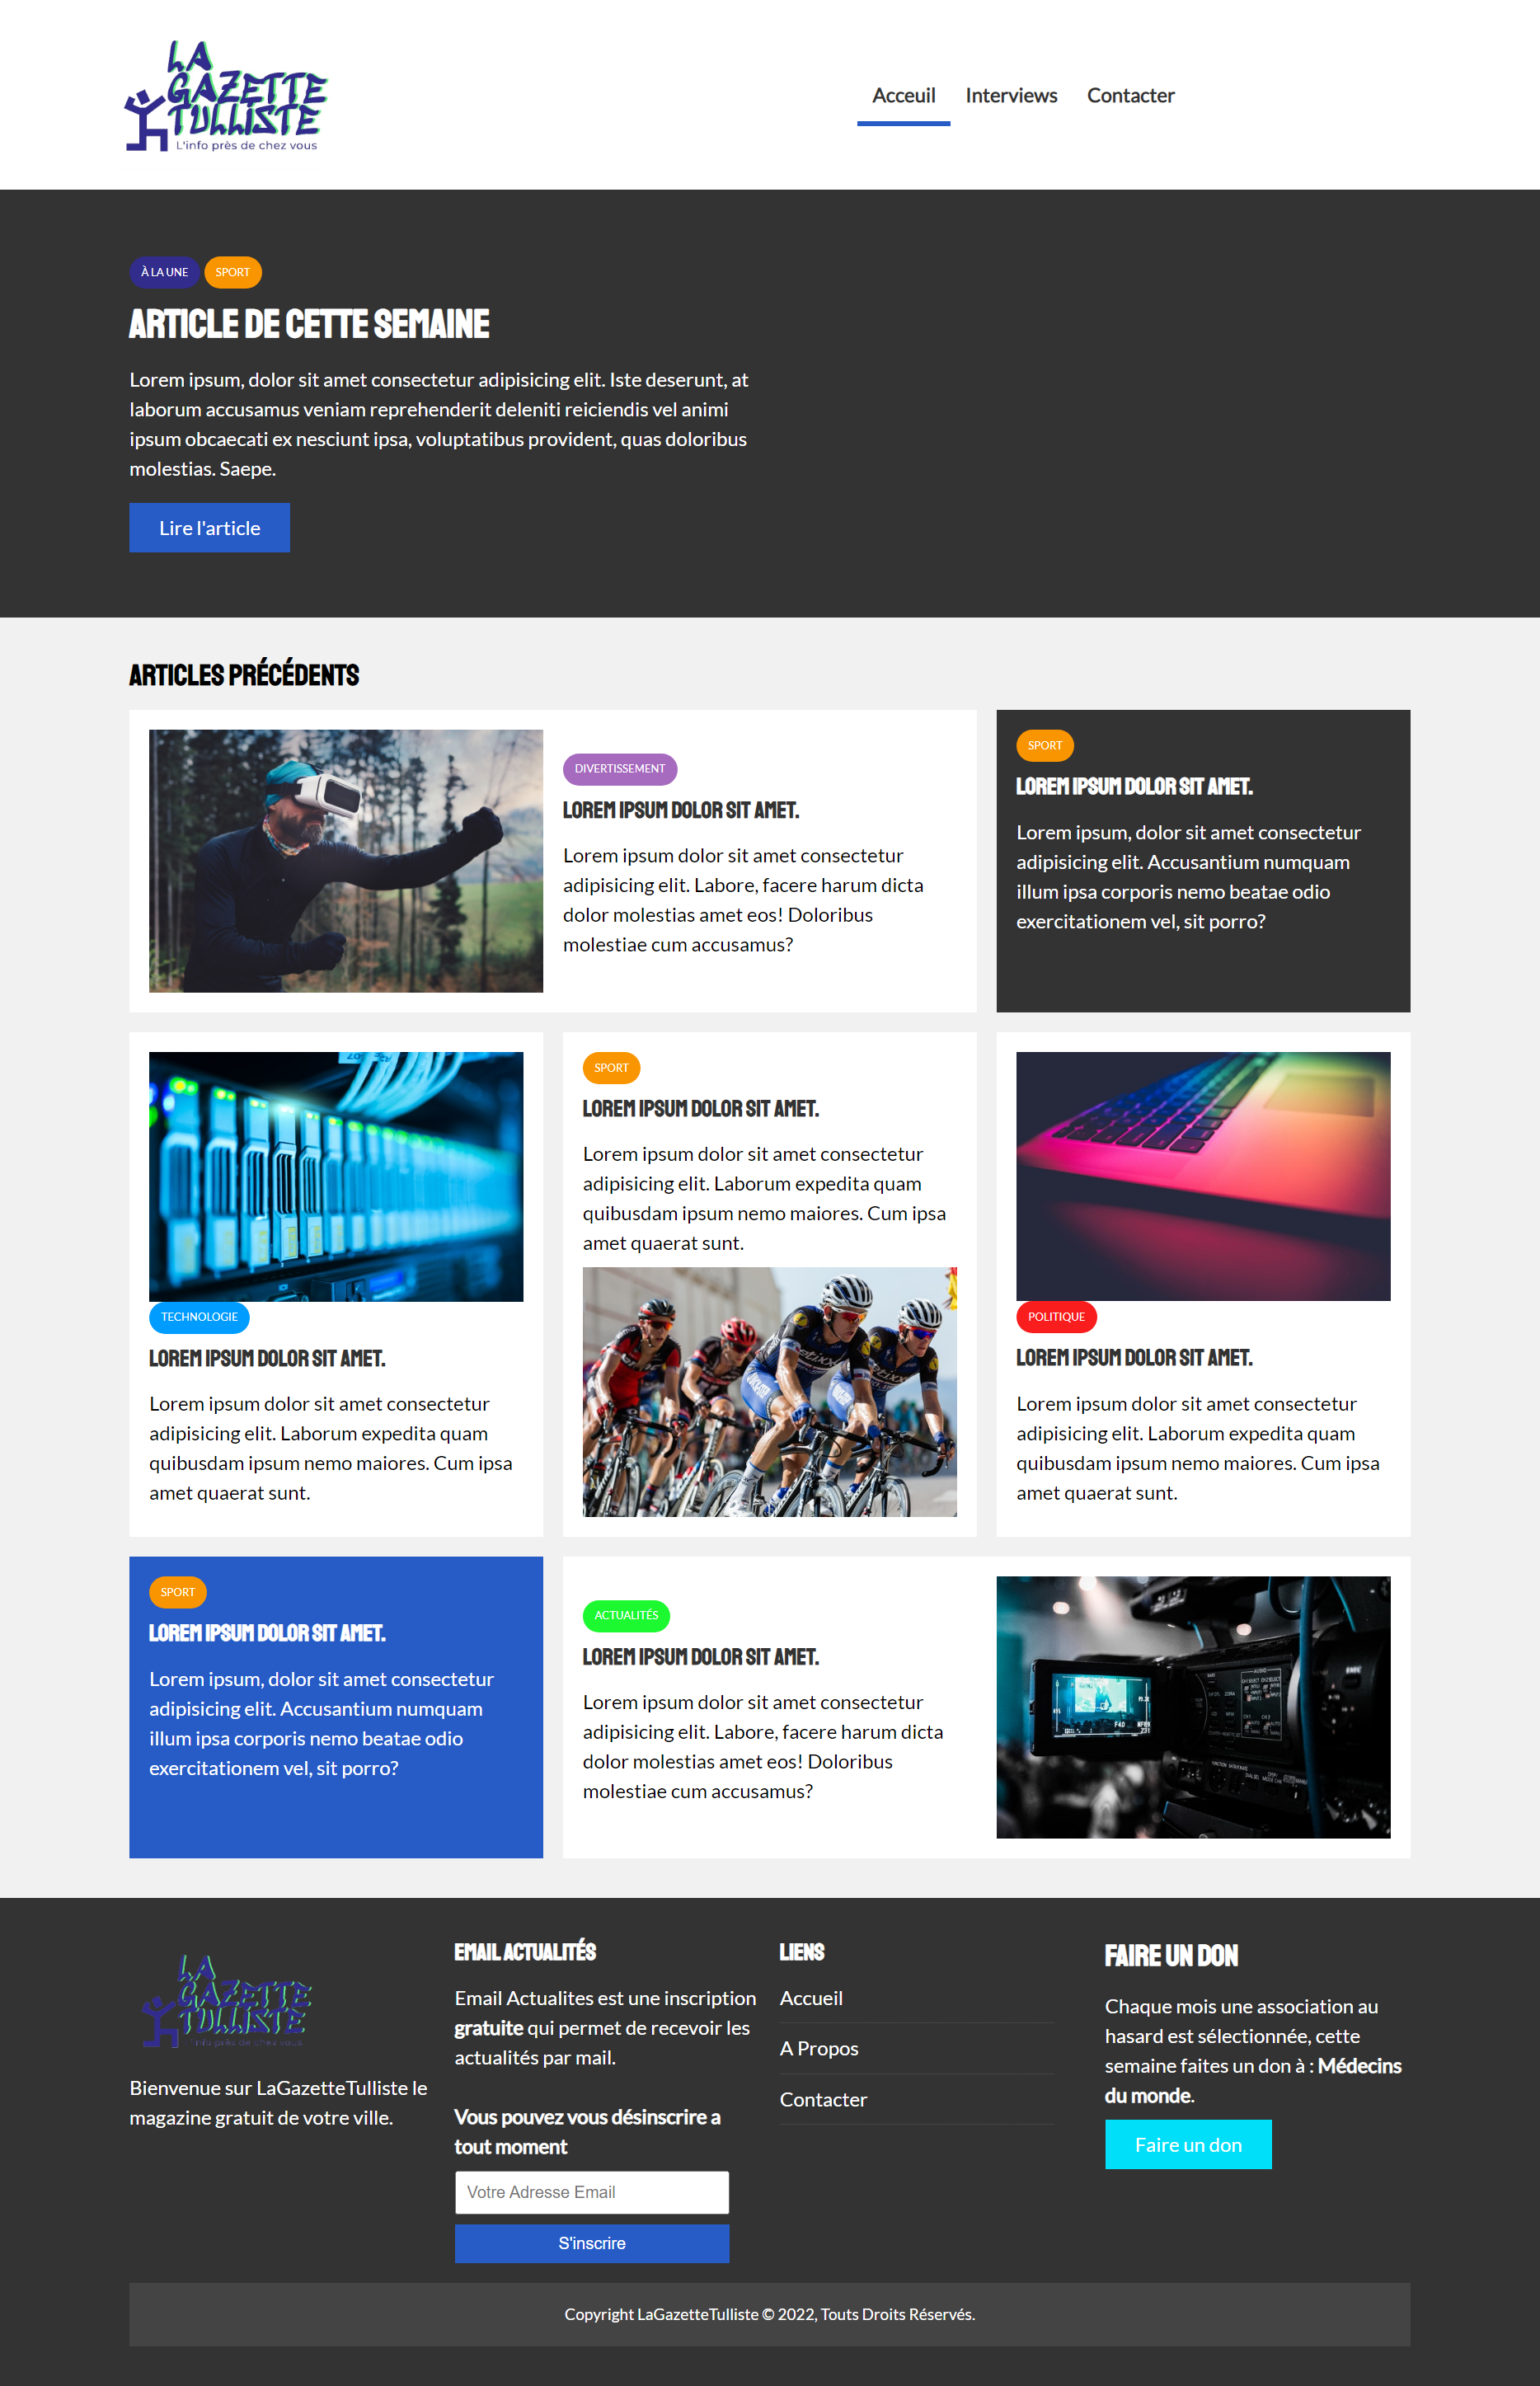 LA
GAZETTE
TULLISTE
L'info près de chez vous
Acceuil Interviews Contacter
À LA UNE SPORT
ARTICLE DE CETTE SEMAINE
Lorem ipsum, dolor sit amet consectetur adipisicing elit. Iste deserunt, at
laborum accusamus veniam reprehenderit deleniti reiciendis vel animi
ipsum obcaecati ex nesciunt ipsa, voluptatibus provident, quas doloribus
molestias. Saepe.
Lire l'article
ARTICLES PRÉCÉDENTS
DIVERTISSEMENT
LOREM IPSUM DOLOR SIT AMET.
Lorem ipsum dolor sit amet consectetur
adipisicing elit. Labore, facere harum dicta
dolor molestias amet eos! Doloribus
molestiae cum accusamus?
SPORT
LOREM IPSUM DOLOR SIT AMET.
Lorem ipsum, dolor sit amet consectetur
adipisicing elit. Accusantium numquam
illum ipsa corporis nemo beatae odio
exercitationem vel, sit porro?
TECHNOLOGIE
LOREM IPSUM DOLOR SIT AMET.
Lorem ipsum dolor sit amet consectetur
adipisicing elit. Laborum expedita quam
quibusdam ipsum nemo maiores. Cum ipsa
amet quaerat sunt.
SPORT
LOREM IPSUM DOLOR SIT AMET.
Lorem ipsum dolor sit amet consectetur
adipisicing elit. Laborum expedita quam
quibusdam ipsum nemo maiores. Cum ipsa
amet quaerat sunt.
POLITIQUE
LOREM IPSUM DOLOR SIT AMET.
Lorem ipsum dolor sit amet consectetur
adipisicing elit. Laborum expedita quam
quibusdam ipsum nemo maiores. Cum ipsa
amet quaerat sunt.
SPORT
LOREM IPSUM DOLOR SIT AMET.
Lorem ipsum, dolor sit amet consectetur
adipisicing elit. Accusantium numquam
illum ipsa corporis nemo beatae odio
exercitationem vel, sit porro?
ACTUALITÉS
LOREM IPSUM DOLOR SIT AMET.
Lorem ipsum dolor sit amet consectetur
adipisicing elit. Labore, facere harum dicta
dolor molestias amet eos! Doloribus
molestiae cum accusamus?
LA
GAZETTE
TULLISTE
L'info près de chez vous
Bienvenue sur LaGazetteTulliste le
magazine gratuit de votre ville.
EMAIL ACTUALITÉS
Email Actualites est une inscription
gratuite qui permet de recevoir les
actualités par mail.
Vous pouvez vous désinscrire a
tout moment
Votre Adresse Email
S'inscrire
LIENS
Accueil
A Propos
Contacter
FAIRE UN DON
Chaque mois une association au
hasard est sélectionnée, cette
semaine faites un don à : Médecins
du monde.
Faire un don
Copyright LaGazetteTulliste © 2022, Touts Droits Réservés.